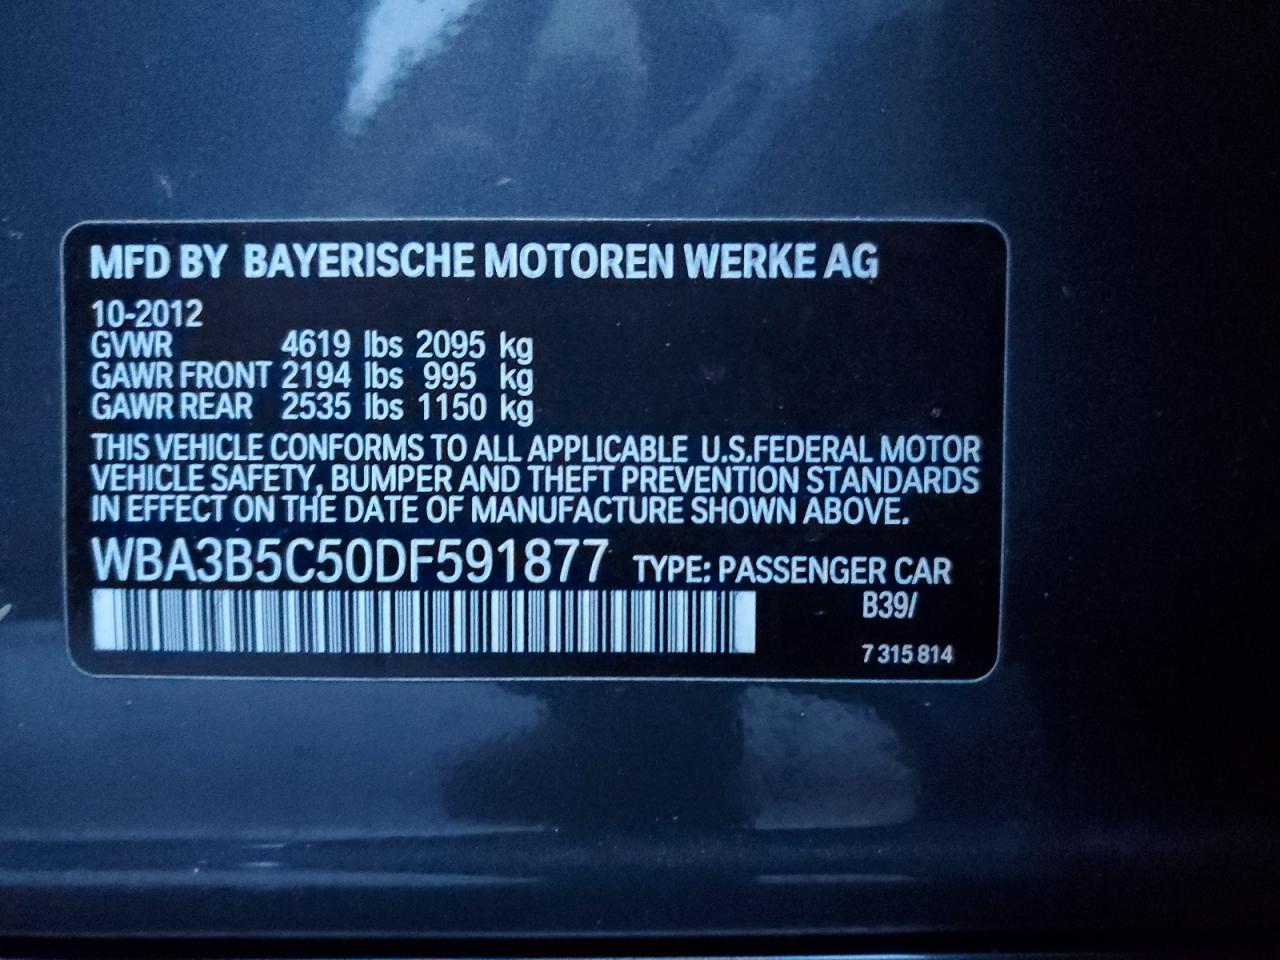 MFD BY BAYERISCHE MOTOREN WERKE AG
10-2012
GVWR 4619 lbs 2095 kg
GAWR FRONT 2194 lbs 995 kg
GAWR REAR 2535 lbs 1150 kg
THIS VEHICLE CONFORMS TO ALL APPLICABLE U.S.FEDERAL MOTOR
VEHICLE SAFETY, BUMPER AND THEFT PREVENTION STANDARDS
IN EFFECT ON THE DATE OF MANUFACTURE SHOWN ABOVE.
WBA3B5C50DF591877 TYPE: PASSENGER CAR
B39/
7 315 814